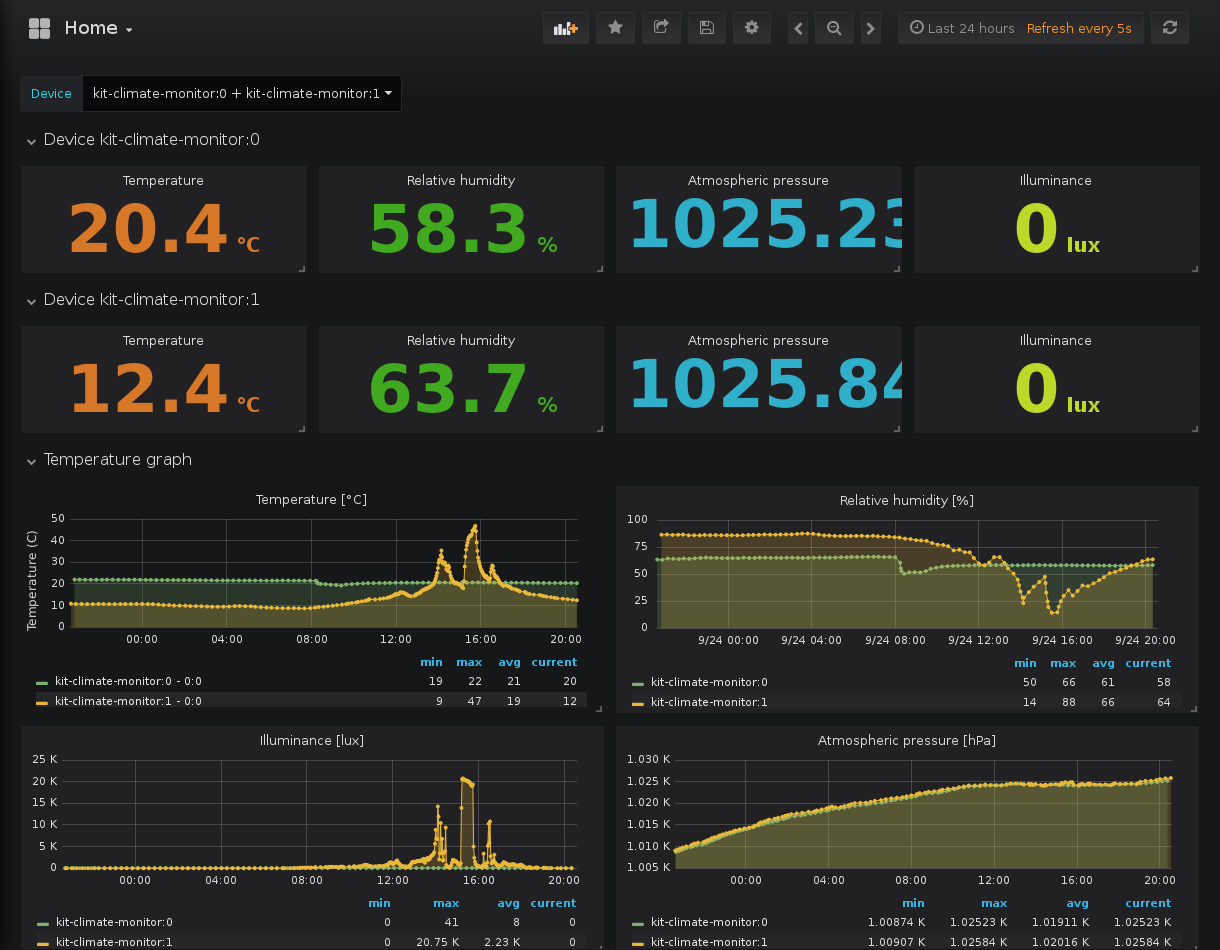 Home
Last 24 hours Refresh every 5s
Device kit-climate-monitor:0 + kit-climate-monitor:1
Device kit-climate-monitor:0
Temperature Relative humidity Atmospheric pressure Illuminance
20.4 °C 58.3 % 1025.23 0 lux
Device kit-climate-monitor:1
Temperature Relative humidity Atmospheric pressure Illuminance
12.4 °C 63.7 % 1025.84 0 lux
Temperature graph
Temperature [°C]
Temperature (C)
50
40
30
20
10
0
00:00 04:00 08:00 12:00 16:00 20:00
min max avg current
kit-climate-monitor:0 - 0:0 19 22 21 20
kit-climate-monitor:1 - 0:0 9 47 19 12
Relative humidity [%]
100
75
50
25
0
9/24 00:00 9/24 04:00 9/24 08:00 9/24 12:00 9/24 16:00 9/24 20:00
min max avg current
kit-climate-monitor:0 50 66 61 58
kit-climate-monitor:1 14 88 66 64
Illuminance [lux]
25 K
20 K
15 K
10 K
5 K
0
00:00 04:00 08:00 12:00 16:00 20:00
min max avg current
kit-climate-monitor:0 0 41 8 0
kit-climate-monitor:1 0 20.75 K 2.23 K 0
Atmospheric pressure [hPa]
1.030 K
1.025 K
1.020 K
1.015 K
1.010 K
1.005 K
00:00 04:00 08:00 12:00 16:00 20:00
min max avg current
kit-climate-monitor:0 1.00874 K 1.02523 K 1.01911 K 1.02523 K
kit-climate-monitor:1 1.00907 K 1.02584 K 1.02016 K 1.02584 K